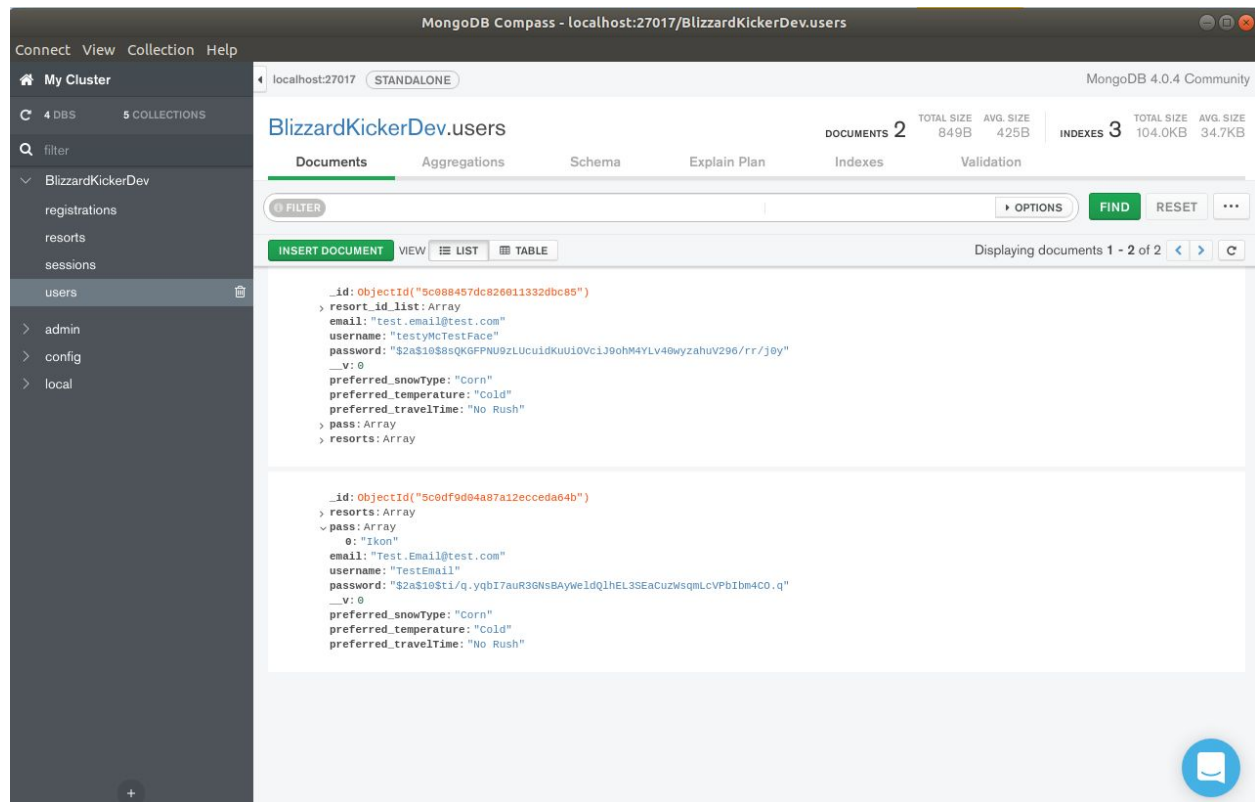 MongoDB Compass - localhost:27017/BlizzardKickerDev.users
Connect View Collection Help
My Cluster
4 DBS 5 COLLECTIONS
filter
BlizzardKickerDev
registrations
resorts
sessions
users
admin
config
local
localhost:27017 STANDALONE MongoDB 4.0.4 Community
BlizzardKickerDev.users
DOCUMENTS 2 TOTAL SIZE 849B AVG. SIZE 425B INDEXES 3 TOTAL SIZE 104.0KB AVG. SIZE 34.7KB
Documents Aggregations Schema Explain Plan Indexes Validation
FILTER OPTIONS FIND RESET ...
INSERT DOCUMENT VIEW LIST TABLE Displaying documents 1 - 2 of 2
_id: ObjectId("5c088457dc826011332dbc85")
resort_id_list: Array
email: "test.email@test.com"
username: "testyMcTestFace"
password: "$2a$10$8sQKGFPNU9zLUcuidKuUiOVciJ9ohM4YLv40wyzahuV296/rr/j0y"
__v: 0
preferred_snowType: "Corn"
preferred_temperature: "Cold"
preferred_travelTime: "No Rush"
pass: Array
resorts: Array
_id: ObjectId("5c0df9d04a87a12ecceda64b")
resorts: Array
pass: Array
0: "Ikon"
email: "Test.Email@test.com"
username: "TestEmail"
password: "$2a$10$ti/q.yqbI7auR3GNsBAyWeldQlhEL3SEaCuzWsqmLcVPbIbm4CO.q"
__v: 0
preferred_snowType: "Corn"
preferred_temperature: "Cold"
preferred_travelTime: "No Rush"